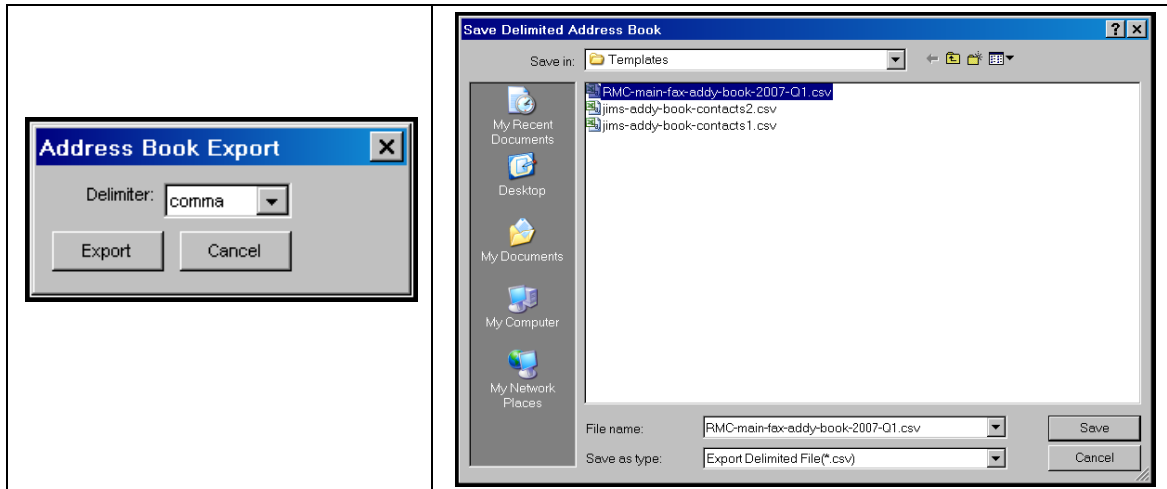 Address Book Export
Delimiter: comma
Export Cancel
Save Delimited Address Book
Save in: Templates
My Recent
Documents
Desktop
My Documents
My Computer
My Network
Places
RMC-main-fax-addy-book-2007-Q1.csv
jims-addy-book-contacts2.csv
jims-addy-book-contacts1.csv
File name: RMC-main-fax-addy-book-2007-Q1.csv Save
Save as type: Export Delimited File(*.csv) Cancel